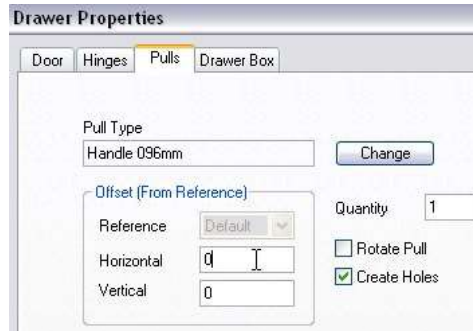 Drawer Properties
Door Hinges Pulls Drawer Box
Pull Type
Handle 096mm
Change
Offset (From Reference)
Reference Default
Horizontal 0
Vertical 0
Quantity 1
Rotate Pull
Create Holes